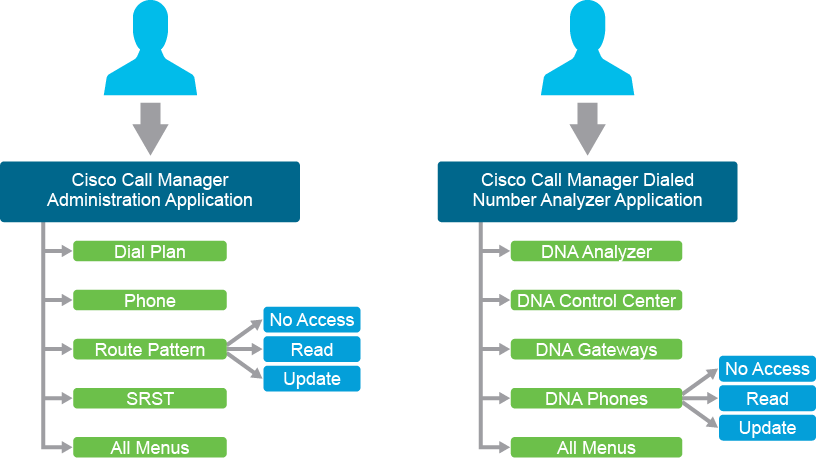 Cisco Call Manager
Administration Application
Dial Plan
Phone
Route Pattern
No Access
Read
Update
SRST
All Menus
Cisco Call Manager Dialed
Number Analyzer Application
DNA Analyzer
DNA Control Center
DNA Gateways
DNA Phones
No Access
Read
Update
All Menus